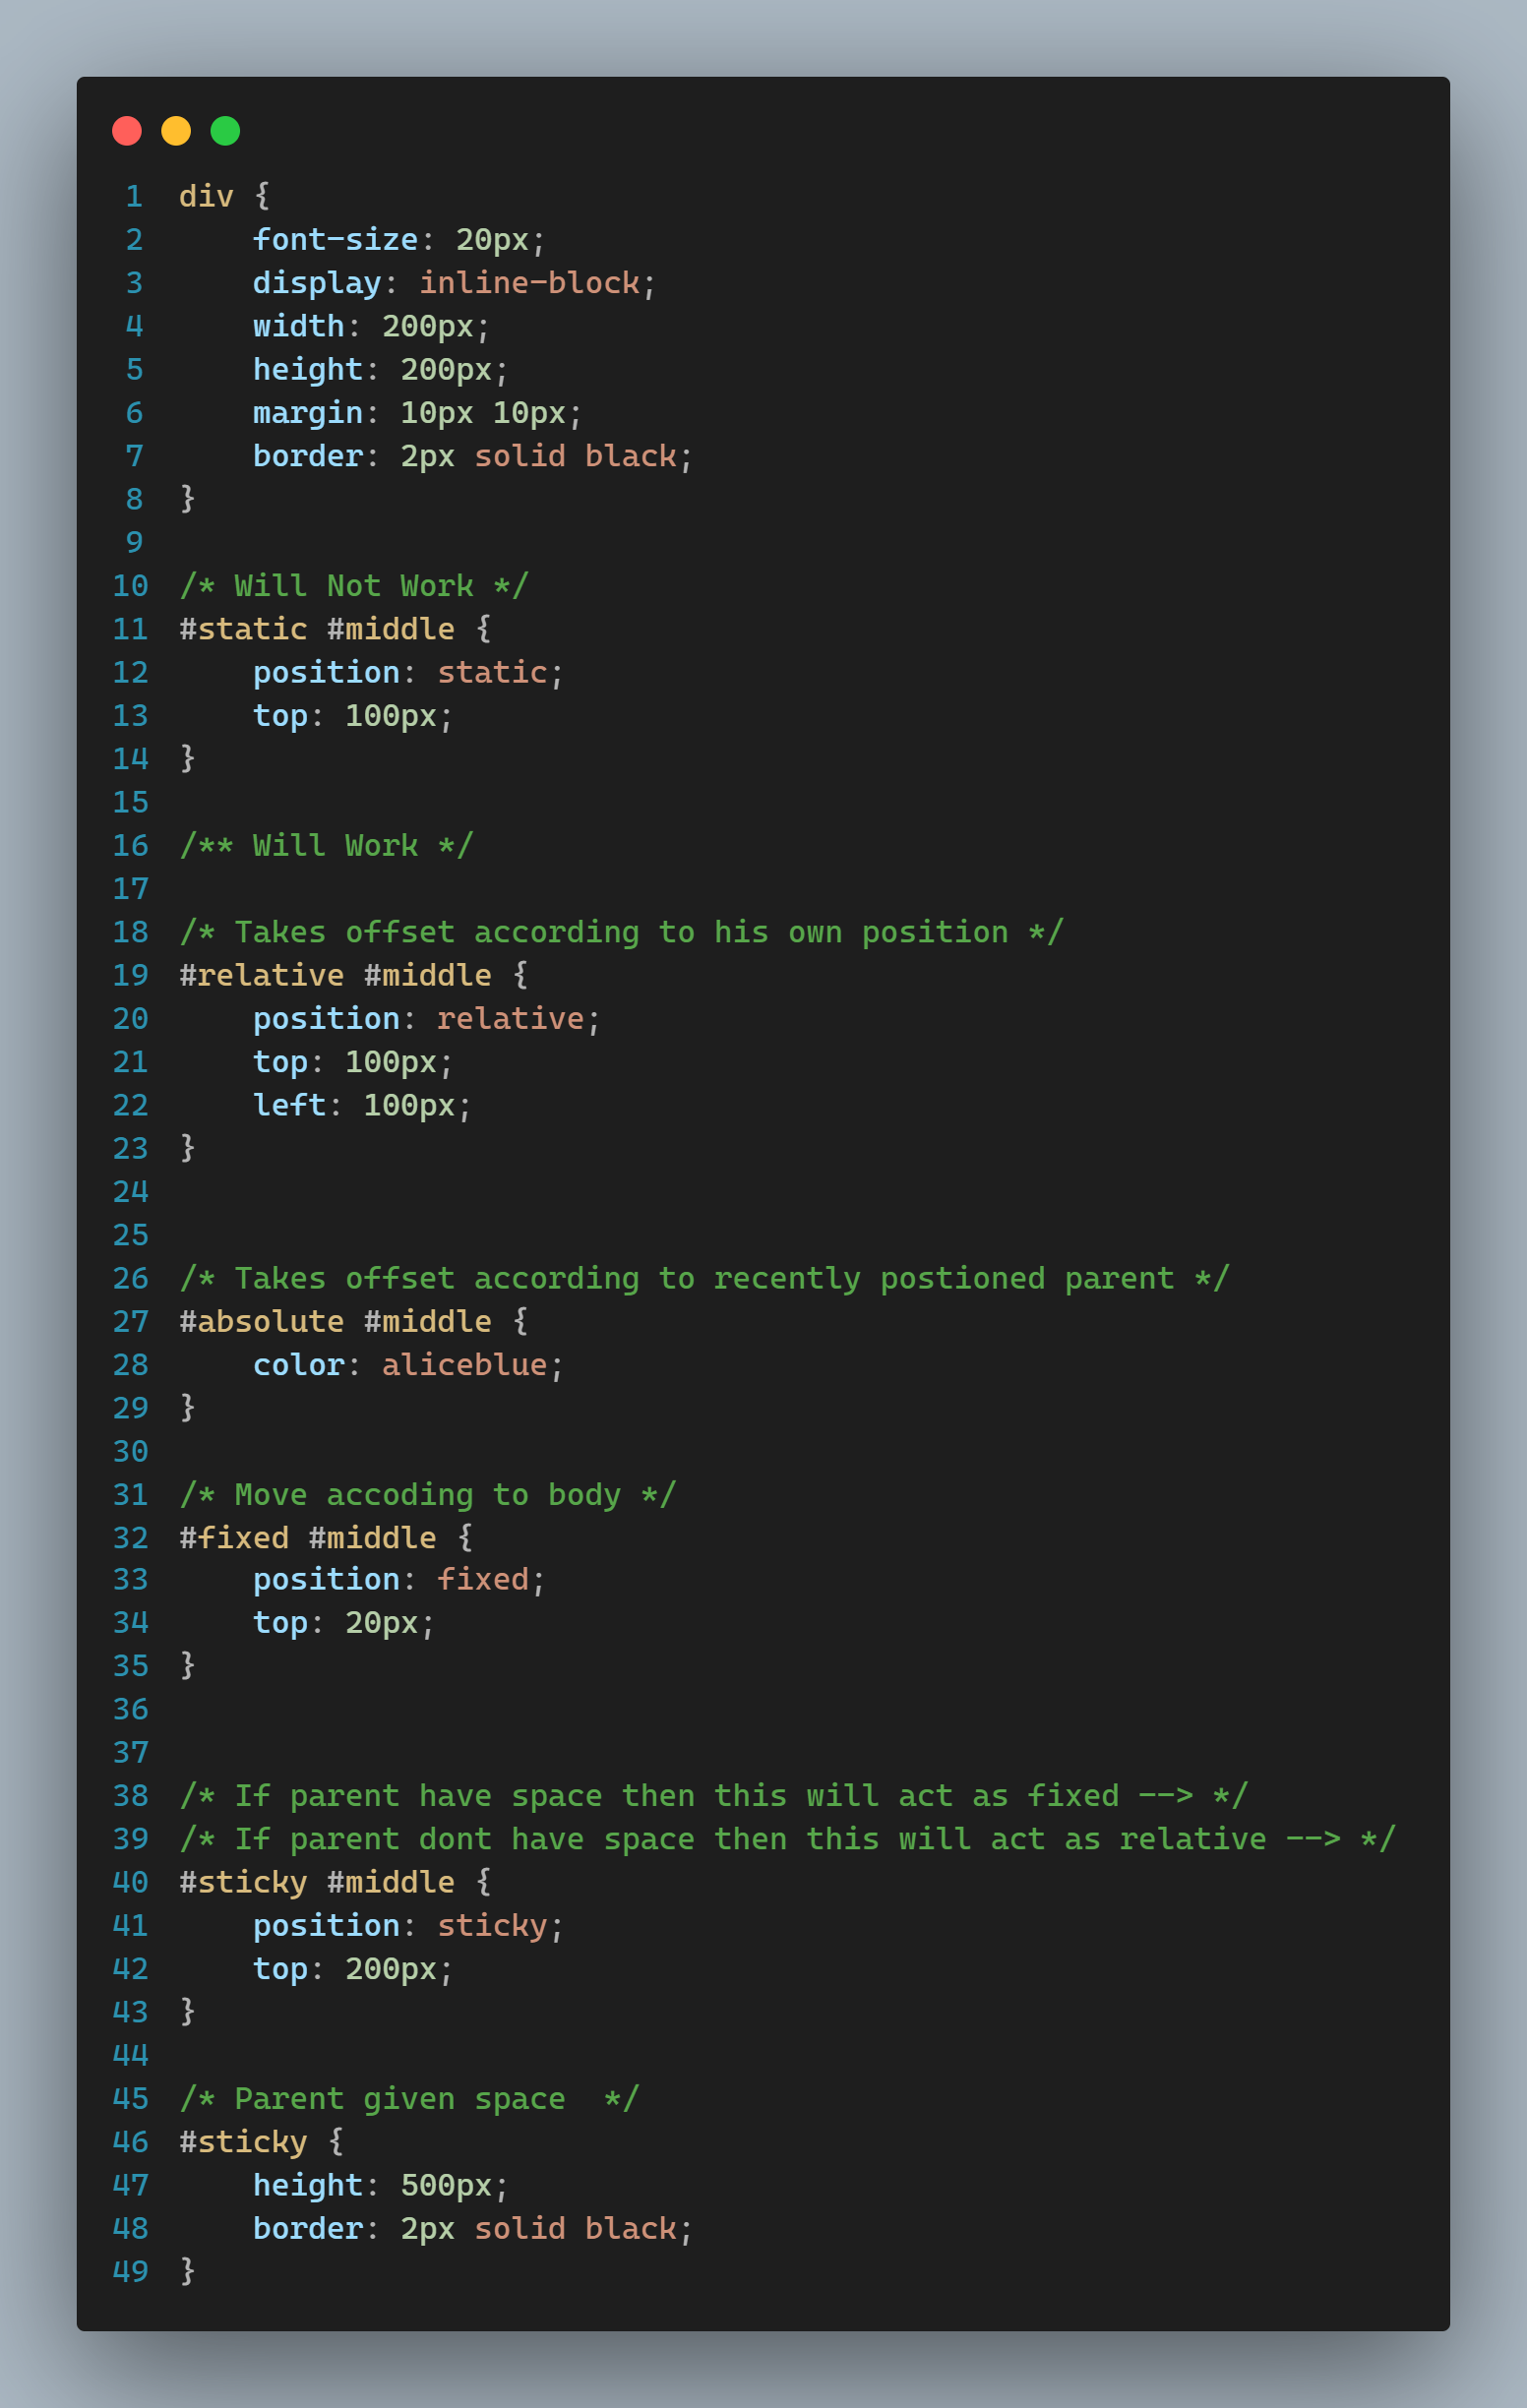 1 div {
2     font-size: 20px;
3     display: inline-block;
4     width: 200px;
5     height: 200px;
6     margin: 10px 10px;
7     border: 2px solid black;
8 }
9
10 /* Will Not Work */
11 #static #middle {
12     position: static;
13     top: 100px;
14 }
15
16 /** Will Work */
17
18 /* Takes offset according to his own position */
19 #relative #middle {
20     position: relative;
21     top: 100px;
22     left: 100px;
23 }
24
25
26 /* Takes offset according to recently postioned parent */
27 #absolute #middle {
28     color: aliceblue;
29 }
30
31 /* Move accoding to body */
32 #fixed #middle {
33     position: fixed;
34     top: 20px;
35 }
36
37
38 /* If parent have space then this will act as fixed --> */
39 /* If parent dont have space then this will act as relative --> */
40 #sticky #middle {
41     position: sticky;
42     top: 200px;
43 }
44
45 /* Parent given space  */
46 #sticky {
47     height: 500px;
48     border: 2px solid black;
49 }